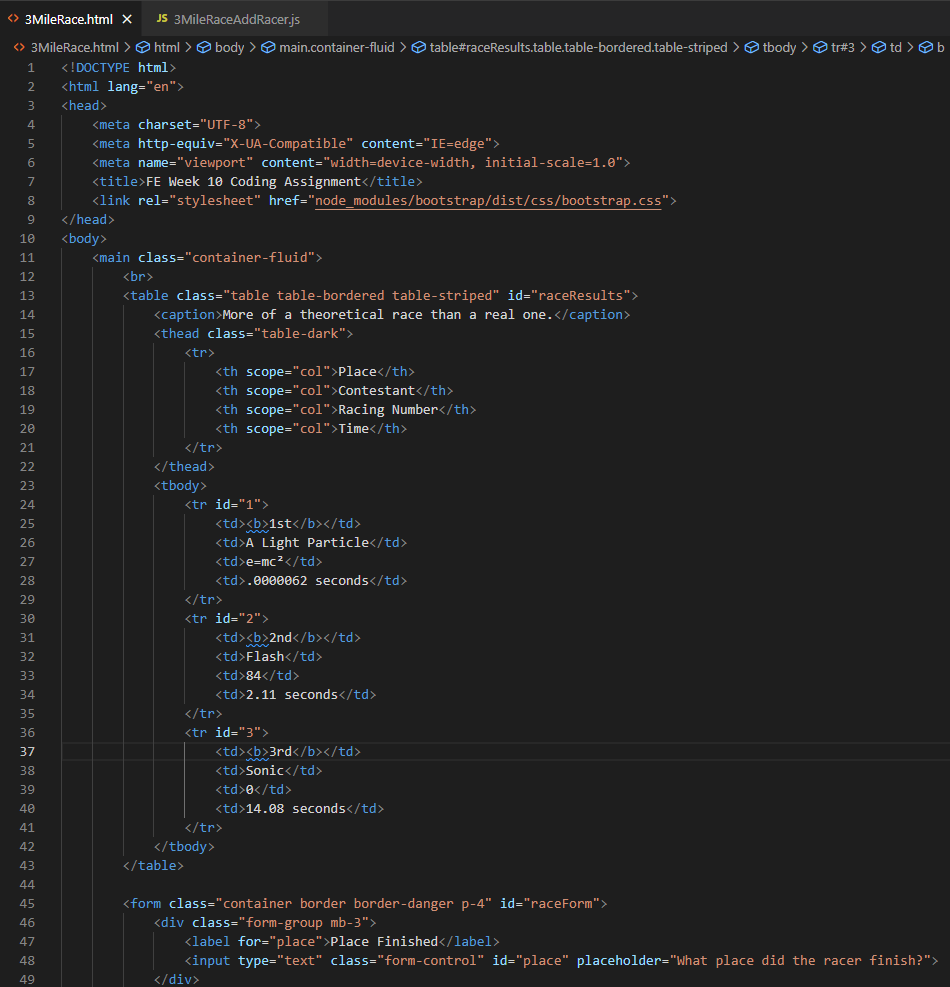 3MileRace.html × JS 3MileRaceAddRacer.js
3MileRace.html > html > body > main.container-fluid > table#raceResults.table.table-bordered.table-striped > tbody > tr#3 > td > b
1 <!DOCTYPE html>
2 <html lang="en">
3 <head>
4 <meta charset="UTF-8">
5 <meta http-equiv="X-UA-Compatible" content="IE=edge">
6 <meta name="viewport" content="width=device-width, initial-scale=1.0">
7 <title>FE Week 10 Coding Assignment</title>
8 <link rel="stylesheet" href="node_modules/bootstrap/dist/css/bootstrap.css">
9 </head>
10 <body>
11 <main class="container-fluid">
12 <br>
13 <table class="table table-bordered table-striped" id="raceResults">
14 <caption>More of a theoretical race than a real one.</caption>
15 <thead class="table-dark">
16 <tr>
17 <th scope="col">Place</th>
18 <th scope="col">Contestant</th>
19 <th scope="col">Racing Number</th>
20 <th scope="col">Time</th>
21 </tr>
22 </thead>
23 <tbody>
24 <tr id="1">
25 <td><b>1st</b></td>
26 <td>A Light Particle</td>
27 <td>e=mc²</td>
28 <td>.0000062 seconds</td>
29 </tr>
30 <tr id="2">
31 <td><b>2nd</b></td>
32 <td>Flash</td>
33 <td>84</td>
34 <td>2.11 seconds</td>
35 </tr>
36 <tr id="3">
37 <td><b>3rd</b></td>
38 <td>Sonic</td>
39 <td>0</td>
40 <td>14.08 seconds</td>
41 </tr>
42 </tbody>
43 </table>
44
45 <form class="container border border-danger p-4" id="raceForm">
46 <div class="form-group mb-3">
47 <label for="place">Place Finished</label>
48 <input type="text" class="form-control" id="place" placeholder="What place did the racer finish?">
49 </div>